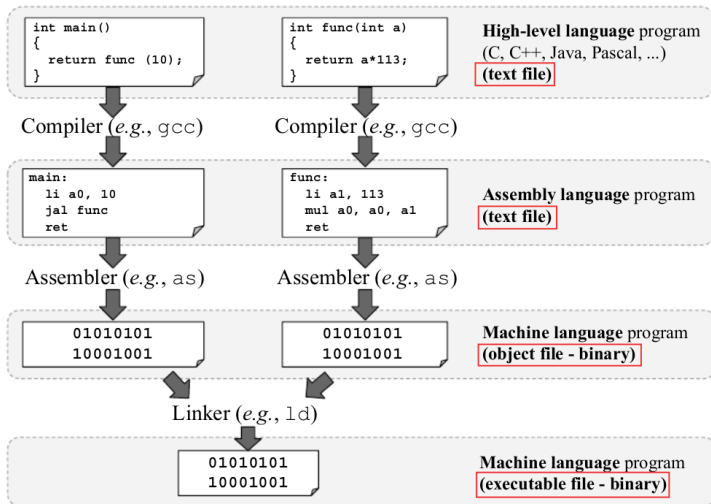 int main()
{
  return func (10);
}
int func(int a)
{
  return a*113;
}
High-level language program
(C, C++, Java, Pascal, ...)
(text file)
Compiler (e.g., gcc)
Compiler (e.g., gcc)
main:
  li a0, 10
  jal func
  ret
func:
  li a1, 113
  mul a0, a0, a1
  ret
Assembly language program
(text file)
Assembler (e.g., as)
Assembler (e.g., as)
01010101
10001001
01010101
10001001
Machine language program
(object file - binary)
Linker (e.g., ld)
01010101
10001001
Machine language program
(executable file - binary)